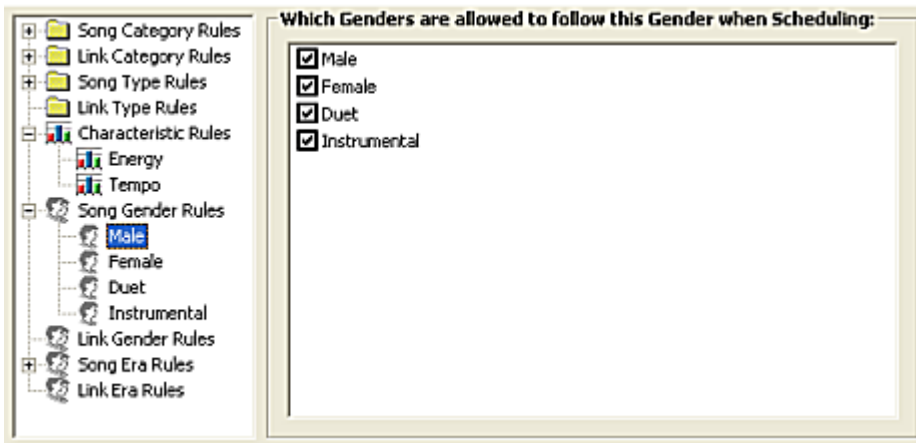 Song Category Rules
Link Category Rules
Song Type Rules
Link Type Rules
Characteristic Rules
Energy
Tempo
Song Gender Rules
Male
Female
Duet
Instrumental
Link Gender Rules
Song Era Rules
Link Era Rules
Which Genders are allowed to follow this Gender when Scheduling:
Male
Female
Duet
Instrumental